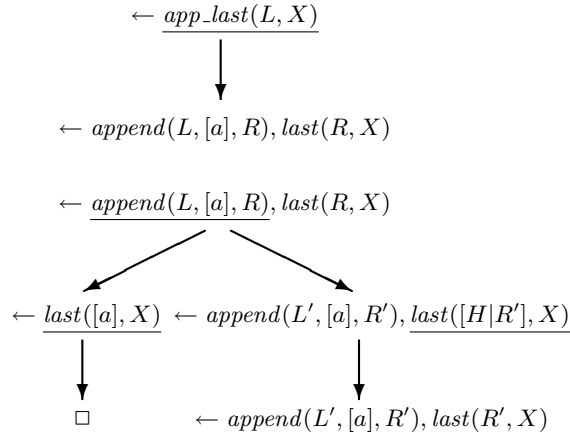 ← app_last(L, X)
← append(L, [a], R), last(R, X)
← append(L, [a], R), last(R, X)
← last([a], X) ← append(L′, [a], R′), last([H|R′], X)
□ ← append(L′, [a], R′), last(R′, X)